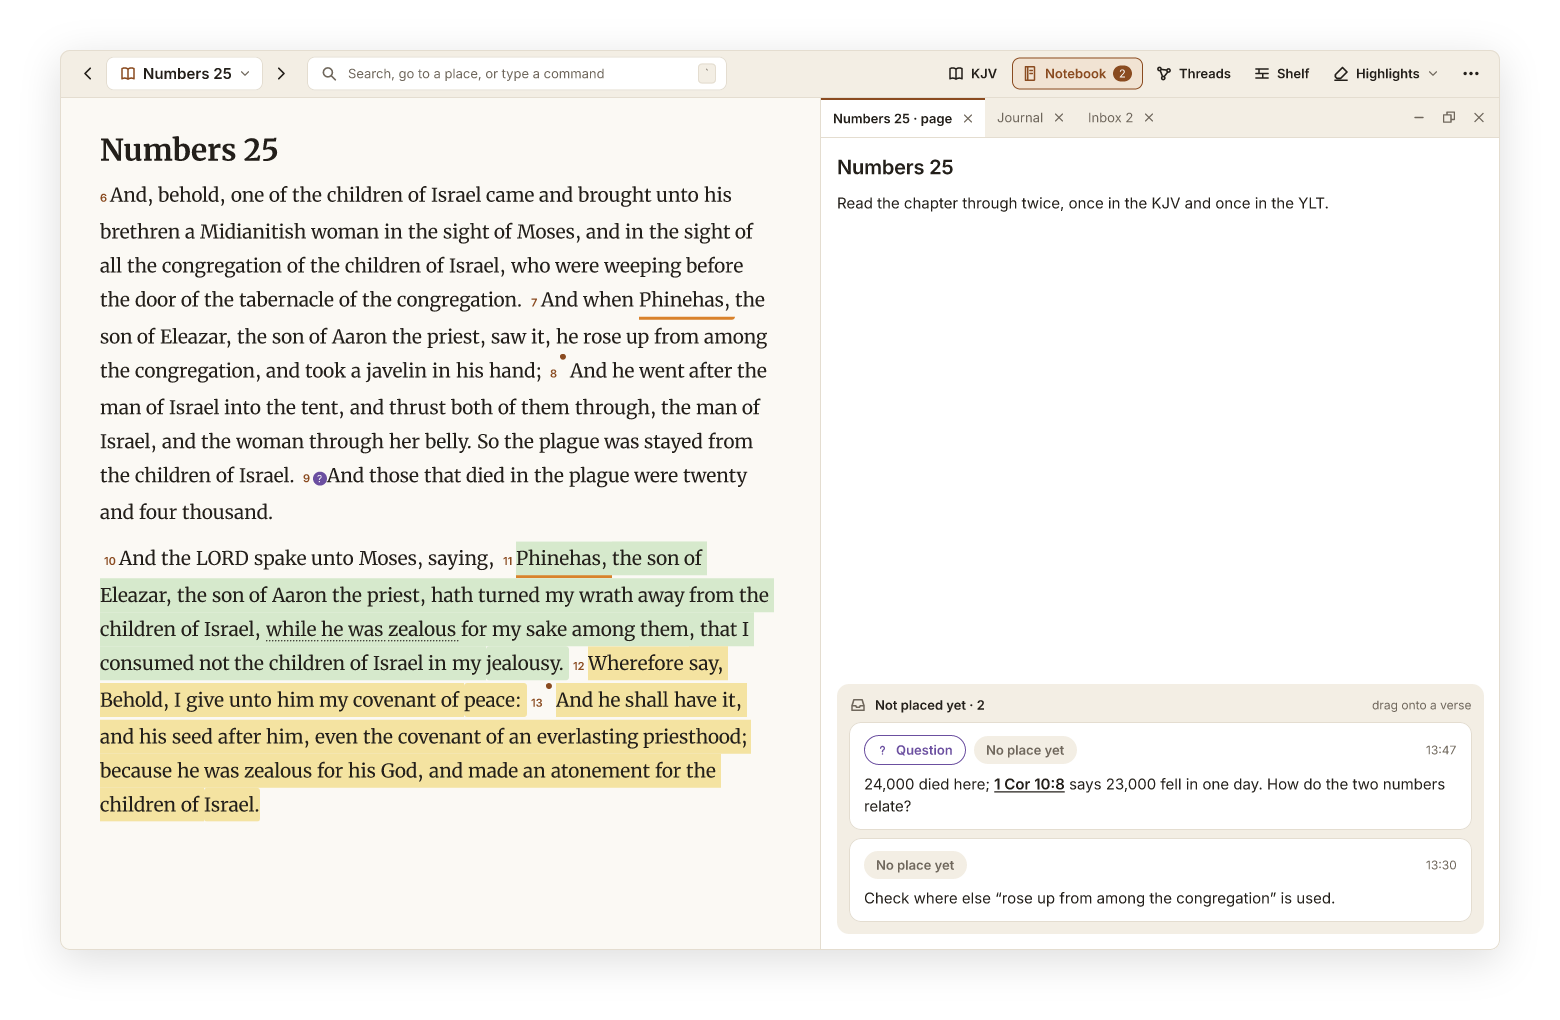 Numbers 25
Search, go to a place, or type a command
KJV
Notebook 2
Threads
Shelf
Highlights
Numbers 25
6 And, behold, one of the children of Israel came and brought unto his
brethren a Midianitish woman in the sight of Moses, and in the sight of
all the congregation of the children of Israel, who were weeping before
the door of the tabernacle of the congregation. 7 And when Phinehas, the
son of Eleazar, the son of Aaron the priest, saw it, he rose up from among
the congregation, and took a javelin in his hand; 8 And he went after the
man of Israel into the tent, and thrust both of them through, the man of
Israel, and the woman through her belly. So the plague was stayed from
the children of Israel. 9 ? And those that died in the plague were twenty
and four thousand.
10 And the LORD spake unto Moses, saying, 11 Phinehas, the son of
Eleazar, the son of Aaron the priest, hath turned my wrath away from the
children of Israel, while he was zealous for my sake among them, that I
consumed not the children of Israel in my jealousy. 12 Wherefore say,
Behold, I give unto him my covenant of peace: 13 And he shall have it,
and his seed after him, even the covenant of an everlasting priesthood;
because he was zealous for his God, and made an atonement for the
children of Israel.
Numbers 25 · page
Journal
Inbox 2
Numbers 25
Read the chapter through twice, once in the KJV and once in the YLT.
Not placed yet · 2
drag onto a verse
? Question
No place yet
13:47
24,000 died here; 1 Cor 10:8 says 23,000 fell in one day. How do the two numbers
relate?
No place yet
13:30
Check where else “rose up from among the congregation” is used.